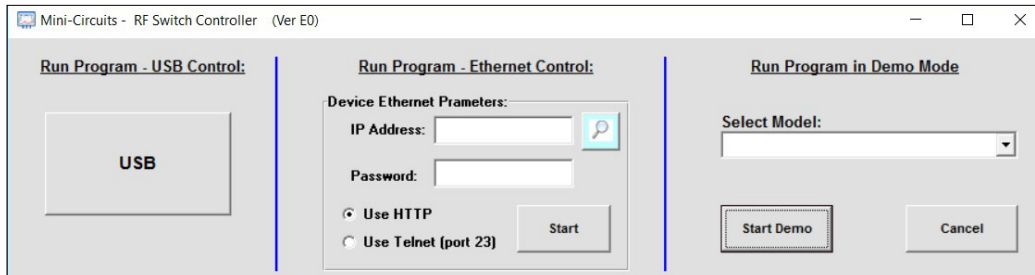 Mini-Circuits - RF Switch Controller (Ver E0)
Run Program - USB Control:
USB
Run Program - Ethernet Control:
Device Ethernet Prameters:
IP Address:
Password:
Use HTTP
Use Telnet (port 23)
Start
Run Program in Demo Mode
Select Model:
Start Demo
Cancel